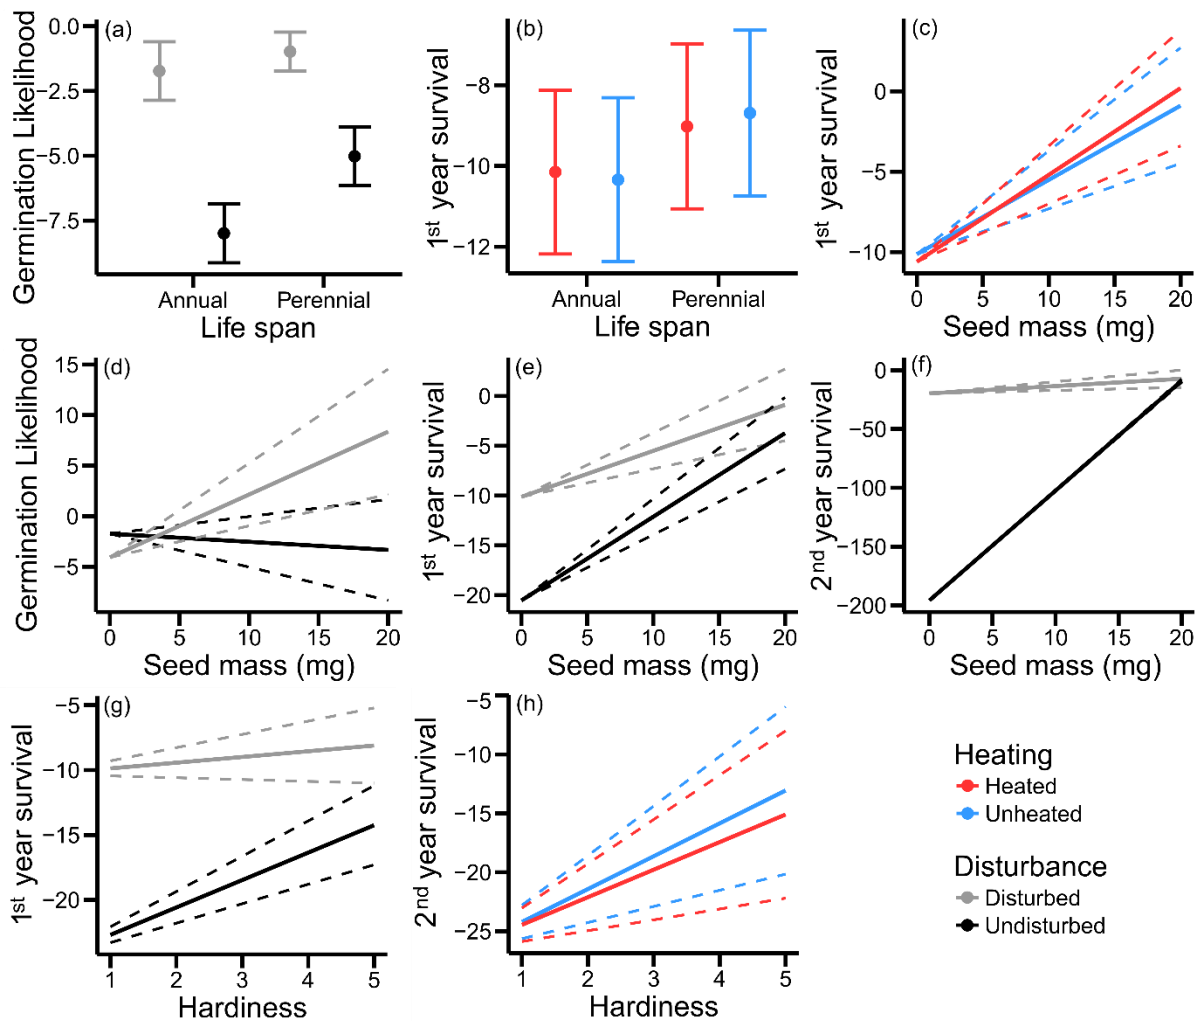 (a)
Germination Likelihood
0.0
−2.5
−5.0
−7.5
Annual
Perennial
Life span
(b)
1st year survival
−8
−10
−12
Annual
Perennial
Life span
(c)
1st year survival
0
−5
−10
0
5
10
15
20
Seed mass (mg)
(d)
Germination Likelihood
15
10
5
0
−5
0
5
10
15
20
Seed mass (mg)
(e)
1st year survival
0
−5
−10
−15
−20
0
5
10
15
20
Seed mass (mg)
(f)
2nd year survival
0
−50
−100
−150
−200
0
5
10
15
20
Seed mass (mg)
(g)
1st year survival
−5
−10
−15
−20
1
2
3
4
5
Hardiness
(h)
2nd year survival
−5
−10
−15
−20
−25
1
2
3
4
5
Hardiness
Heating
Heated
Unheated
Disturbance
Disturbed
Undisturbed